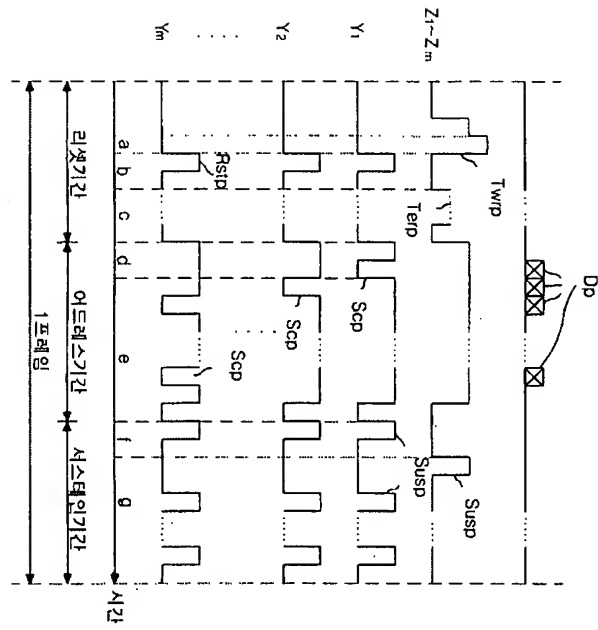 Dp
Twrp
Z₁~Zₘ
Terp
Susp
Susp
Y₁
Scp
Y₂
Scp
. . . . .
. . . . .
Scp
Rstp
Yₘ
a b c d e f g 시간
리셋기간 어드레스기간 서스테인기간
1프레임